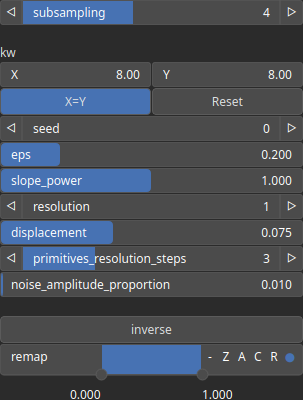 subsampling 4
kw
X 8.00 Y 8.00
X=Y Reset
seed 0
eps 0.200
slope_power 1.000
resolution 1
displacement 0.075
primitives_resolution_steps 3
noise_amplitude_proportion 0.010
inverse
remap - Z A C R
0.000 1.000